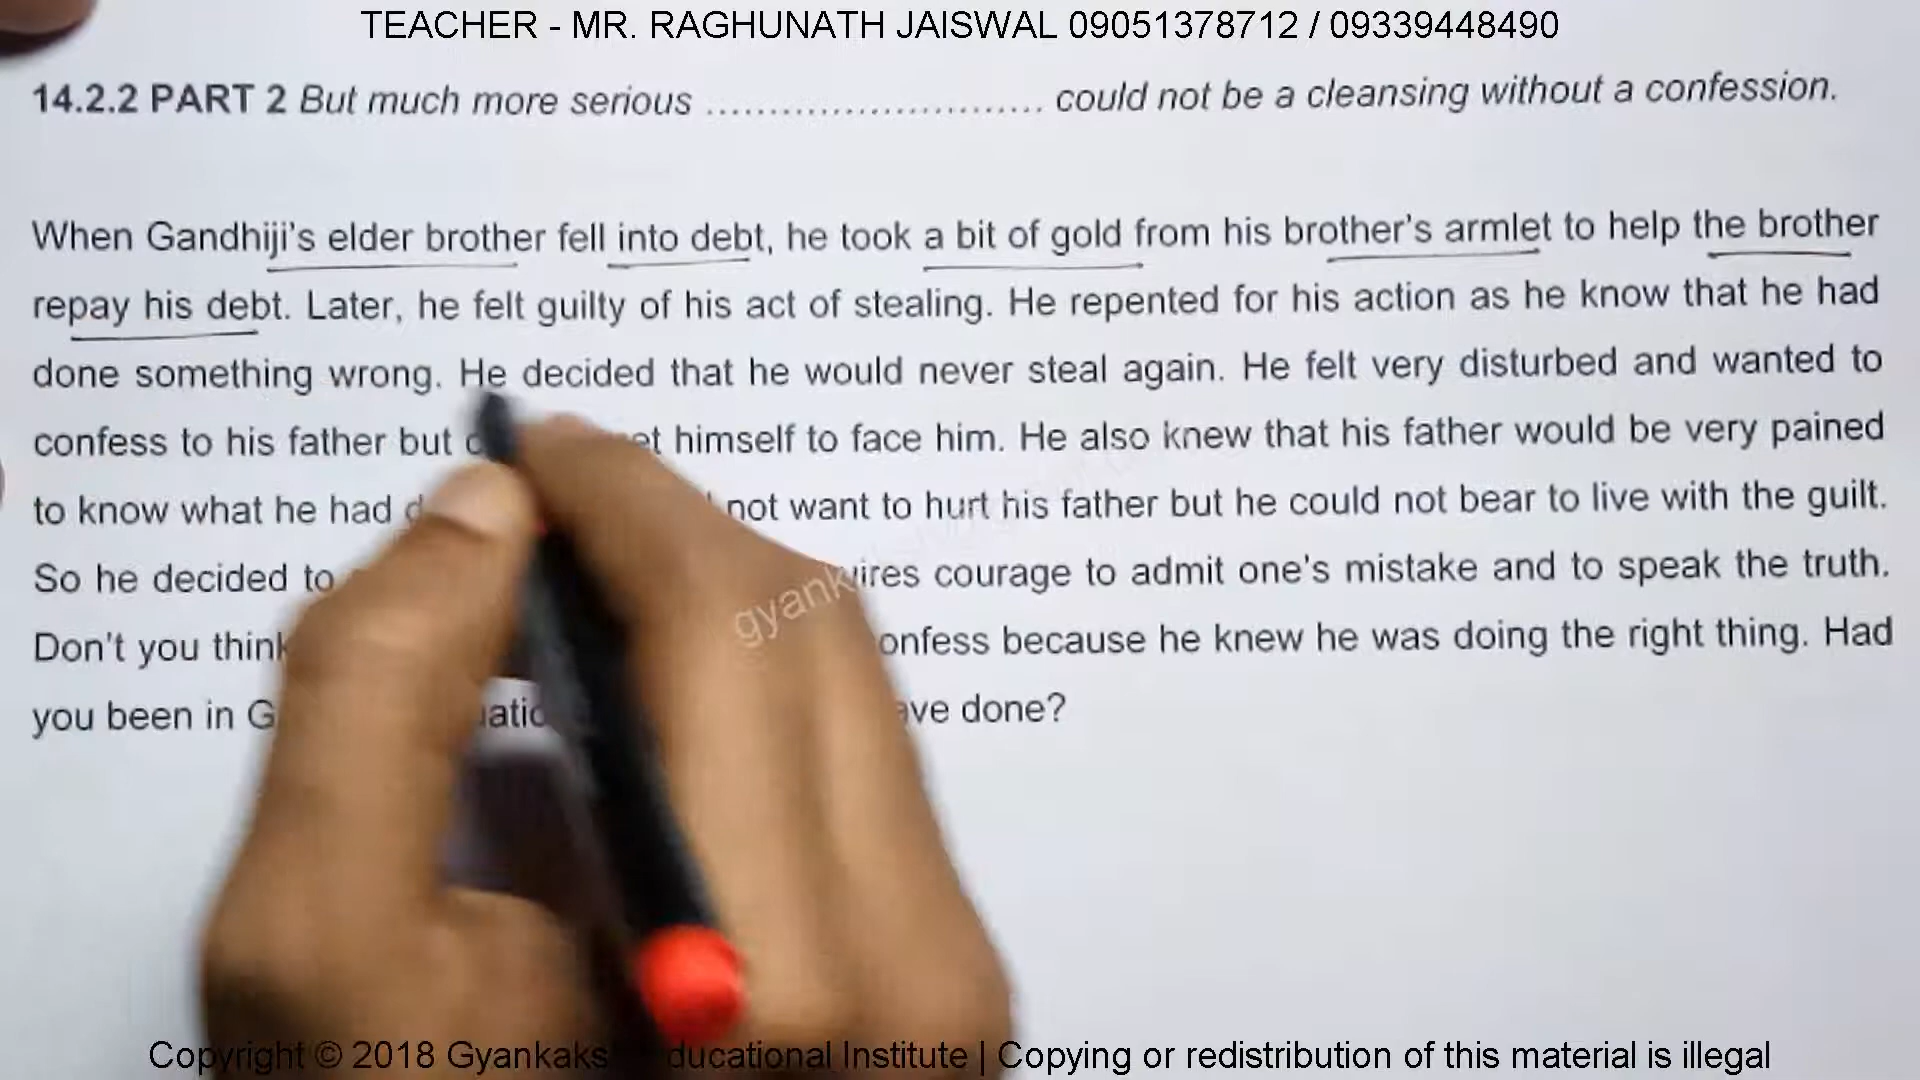 TEACHER - MR. RAGHUNATH JAISWAL 09051378712 / 09339448490
14.2.2 PART 2 But much more serious ........................... could not be a cleansing without a confession.
When Gandhiji's elder brother fell into debt, he took a bit of gold from his brother's armlet to help the brother
repay his debt. Later, he felt guilty of his act of stealing. He repented for his action as he know that he had
done something wrong. He decided that he would never steal again. He felt very disturbed and wanted to
confess to his father but himself to face him. He also knew that his father would be very pained
to know what he had not want to hurt his father but he could not bear to live with the guilt.
So he decided to courage to admit one's mistake and to speak the truth.
Don't you think because he knew he was doing the right thing. Had
you been in done?
Copyright © 2018 Educational Institute | Copying or redistribution of this material is illegal